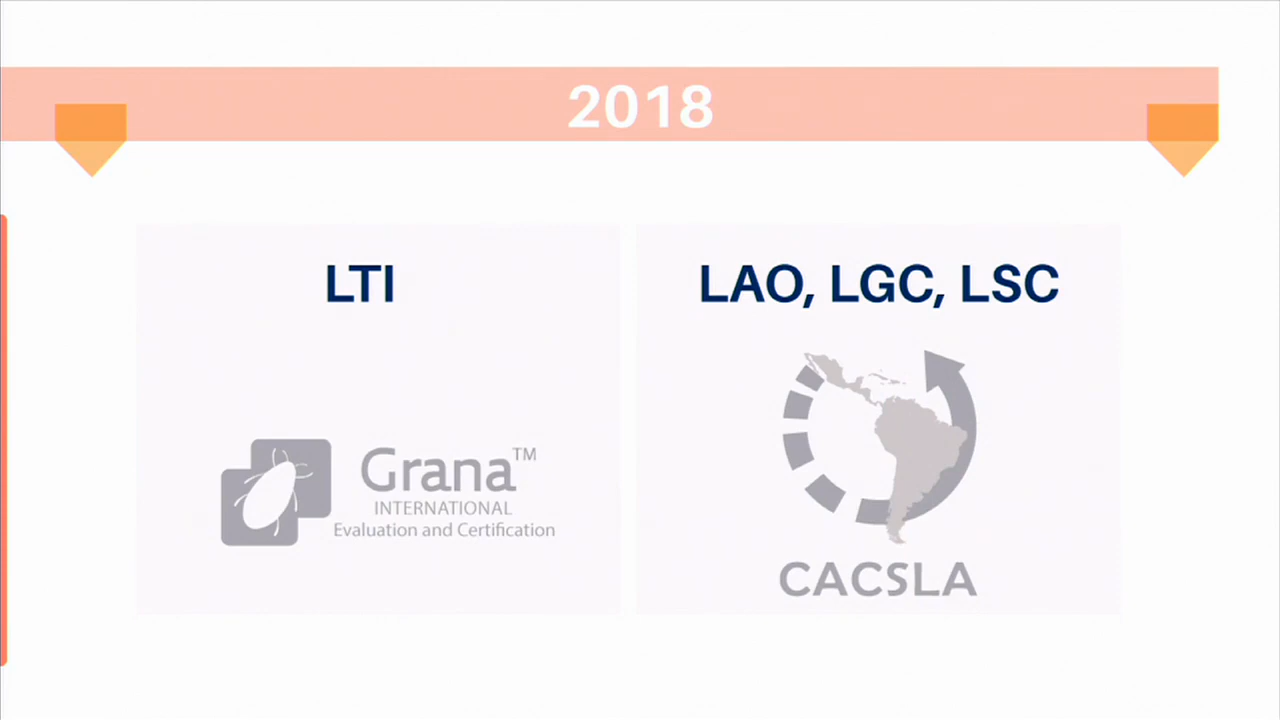 2018
LTI
Grana™
INTERNATIONAL
Evaluation and Certification
LAO, LGC, LSC
CACSLA